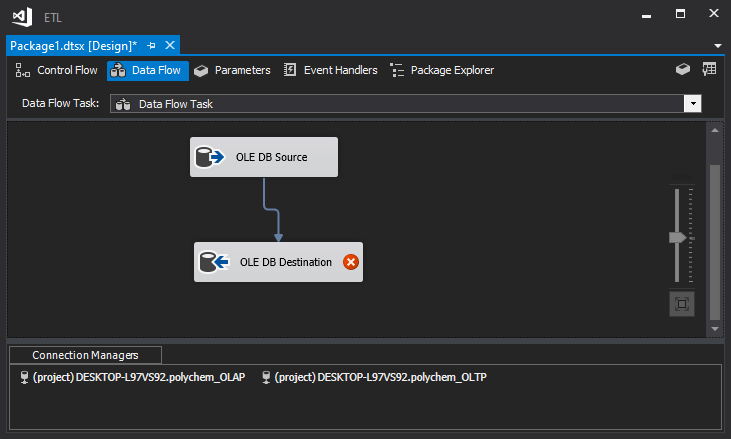 ETL
Package1.dtsx [Design]*
Control Flow Data Flow Parameters Event Handlers Package Explorer
Data Flow Task: Data Flow Task
OLE DB Source
OLE DB Destination
Connection Managers
(project) DESKTOP-L97VS92.polychem_OLAP (project) DESKTOP-L97VS92.polychem_OLTP